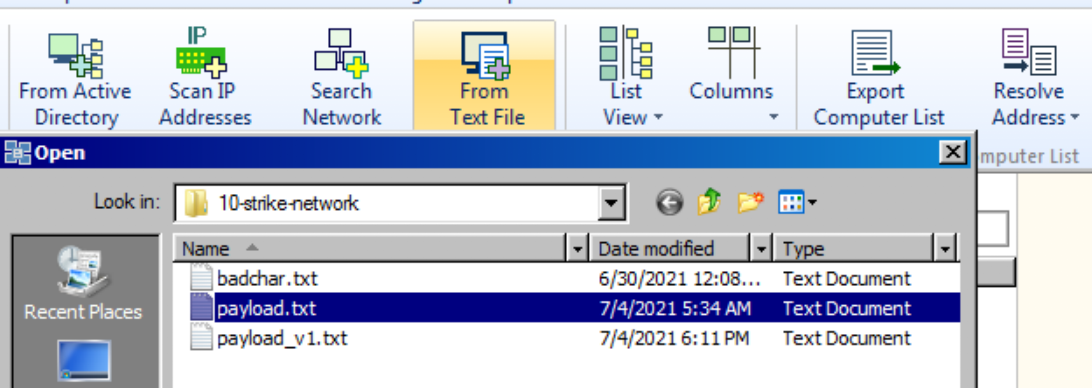 From Active
Directory
IP
Scan IP
Addresses
Search
Network
From
Text File
List
View
Columns
Export
Computer List
Resolve
Address
mputer List
Open
Look in:
10-strike-network
Name
Date modified
Type
badchar.txt
6/30/2021 12:08...
Text Document
payload.txt
7/4/2021 5:34 AM
Text Document
payload_v1.txt
7/4/2021 6:11 PM
Text Document
Recent Places